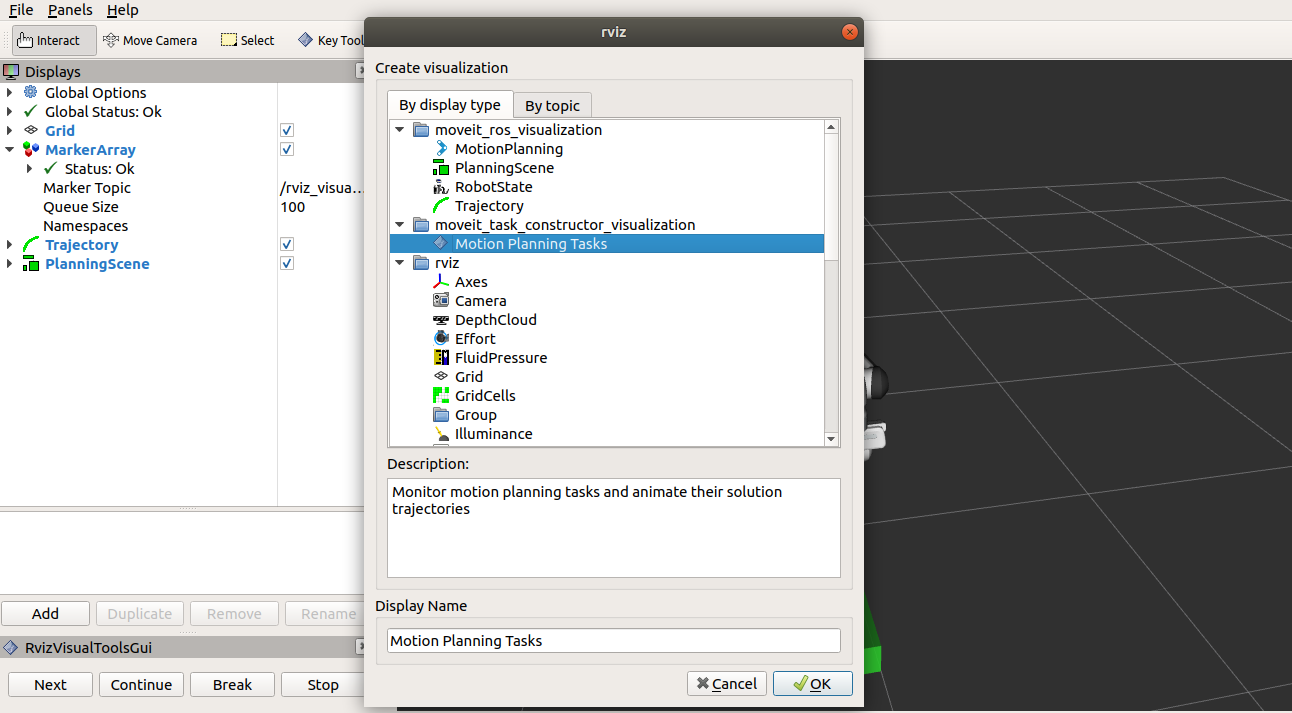 File Panels Help
Interact Move Camera Select Key Tool
rviz
Displays
Global Options
Global Status: Ok
Grid
MarkerArray
Status: Ok
Marker Topic /rviz_visua...
Queue Size 100
Namespaces
Trajectory
PlanningScene
Add Duplicate Remove Rename
RvizVisualToolsGui
Next Continue Break Stop
Create visualization
By display type By topic
moveit_ros_visualization
MotionPlanning
PlanningScene
RobotState
Trajectory
moveit_task_constructor_visualization
Motion Planning Tasks
rviz
Axes
Camera
DepthCloud
Effort
FluidPressure
Grid
GridCells
Group
Illuminance
Description:
Monitor motion planning tasks and animate their solution
trajectories
Display Name
Motion Planning Tasks
Cancel OK